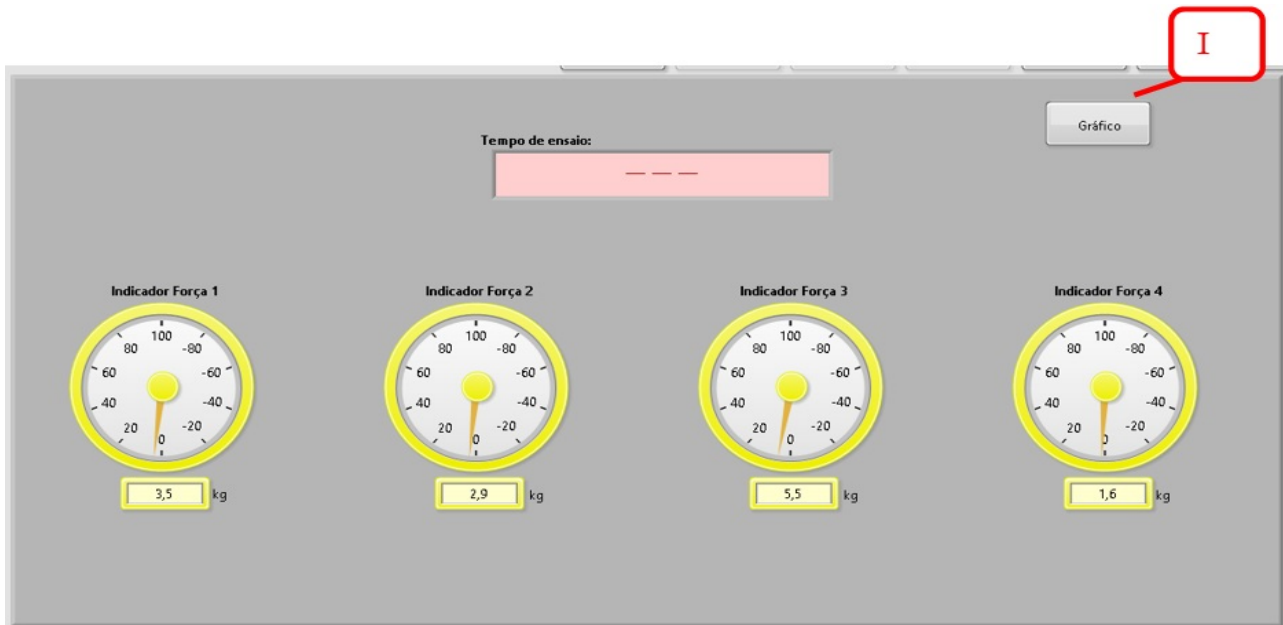 I
Gráfico
Tempo de ensaio:
— — —
Indicador Força 1
100
80 -80
60 -60
40 -40
20 -20
0
3,5 kg
Indicador Força 2
100
80 -80
60 -60
40 -40
20 -20
0
2,9 kg
Indicador Força 3
100
80 -80
60 -60
40 -40
20 -20
0
5,5 kg
Indicador Força 4
100
80 -80
60 -60
40 -40
20 -20
0
1,6 kg